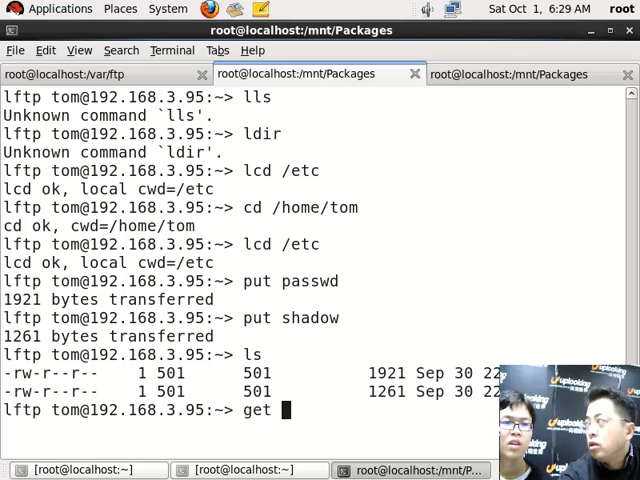 Applications Places System Sat Oct 1, 6:29 AM root
root@localhost:/mnt/Packages
File Edit View Search Terminal Tabs Help
root@localhost:/var/ftp root@localhost:/mnt/Packages root@localhost:/mnt/Packages
lftp tom@192.168.3.95:~> lls
Unknown command `lls'.
lftp tom@192.168.3.95:~> ldir
Unknown command `ldir'.
lftp tom@192.168.3.95:~> lcd /etc
lcd ok, local cwd=/etc
lftp tom@192.168.3.95:~> cd /home/tom
cd ok, cwd=/home/tom
lftp tom@192.168.3.95:~> lcd /etc
lcd ok, local cwd=/etc
lftp tom@192.168.3.95:~> put passwd
1921 bytes transferred
lftp tom@192.168.3.95:~> put shadow
1261 bytes transferred
lftp tom@192.168.3.95:~> ls
-rw-r--r-- 1 501 501 1921 Sep 30 22
-rw-r--r-- 1 501 501 1261 Sep 30 22
lftp tom@192.168.3.95:~> get
uplooking
uplooking
[root@localhost:~] [root@localhost:~] root@localhost:/mnt/P...